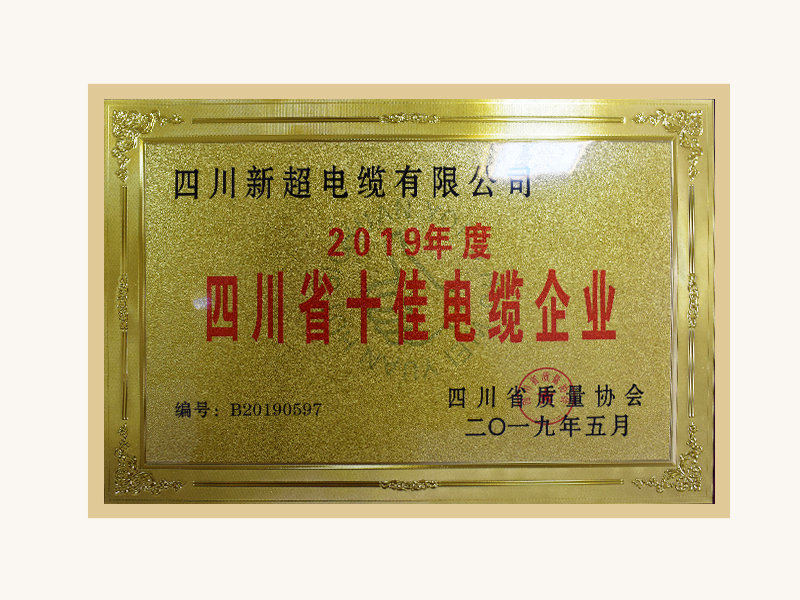 四川新超电缆有限公司
2019年度
四川省十佳电缆企业
编号：B20190597
四川省质量协会
二〇一九年五月